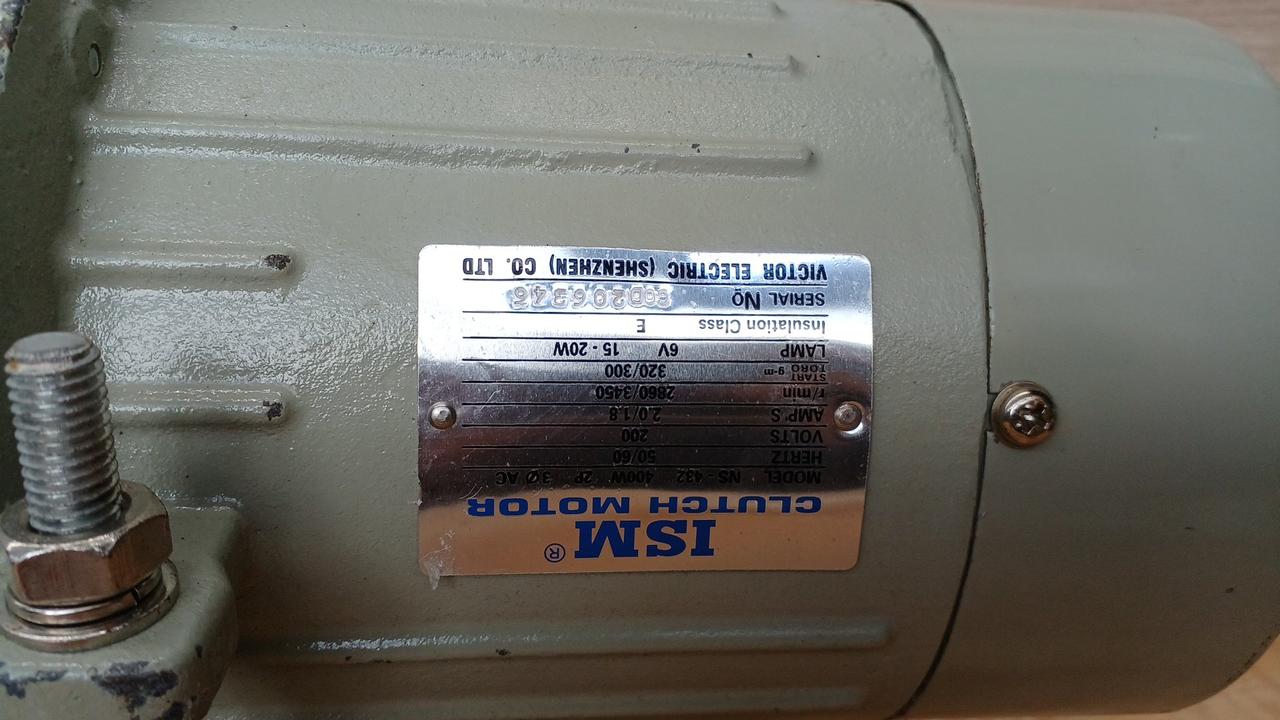 ISM ®
CLUTCH MOTOR
MODEL NS - 432 400W 2P 3Ø AC
HERTZ 50/60
VOLTS 200
AMP'S 2.0/1.8
r/min 2860/3450
START TORQ g-m 320/300
LAMP 6V 15 - 20W
Insulation Class E
SERIAL No
VICTOR ELECTRIC (SHENZHEN) CO. LTD